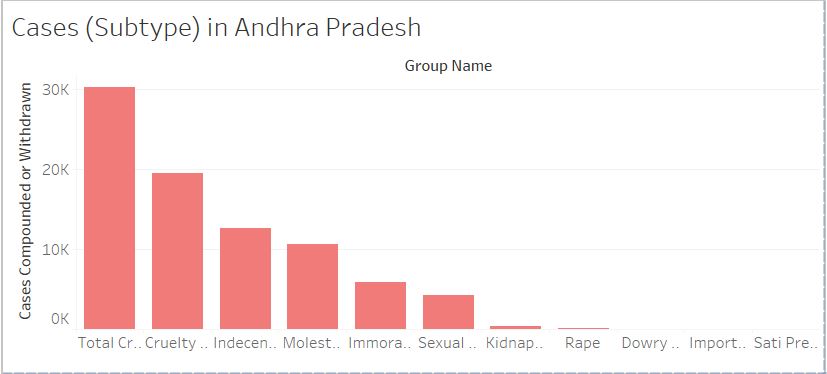 Cases (Subtype) in Andhra Pradesh
Group Name
Cases Compounded or Withdrawn
30K
20K
10K
0K
Total Cr.. Cruelty .. Indecen.. Molest.. Immora.. Sexual .. Kidnap.. Rape Dowry .. Import.. Sati Pre..